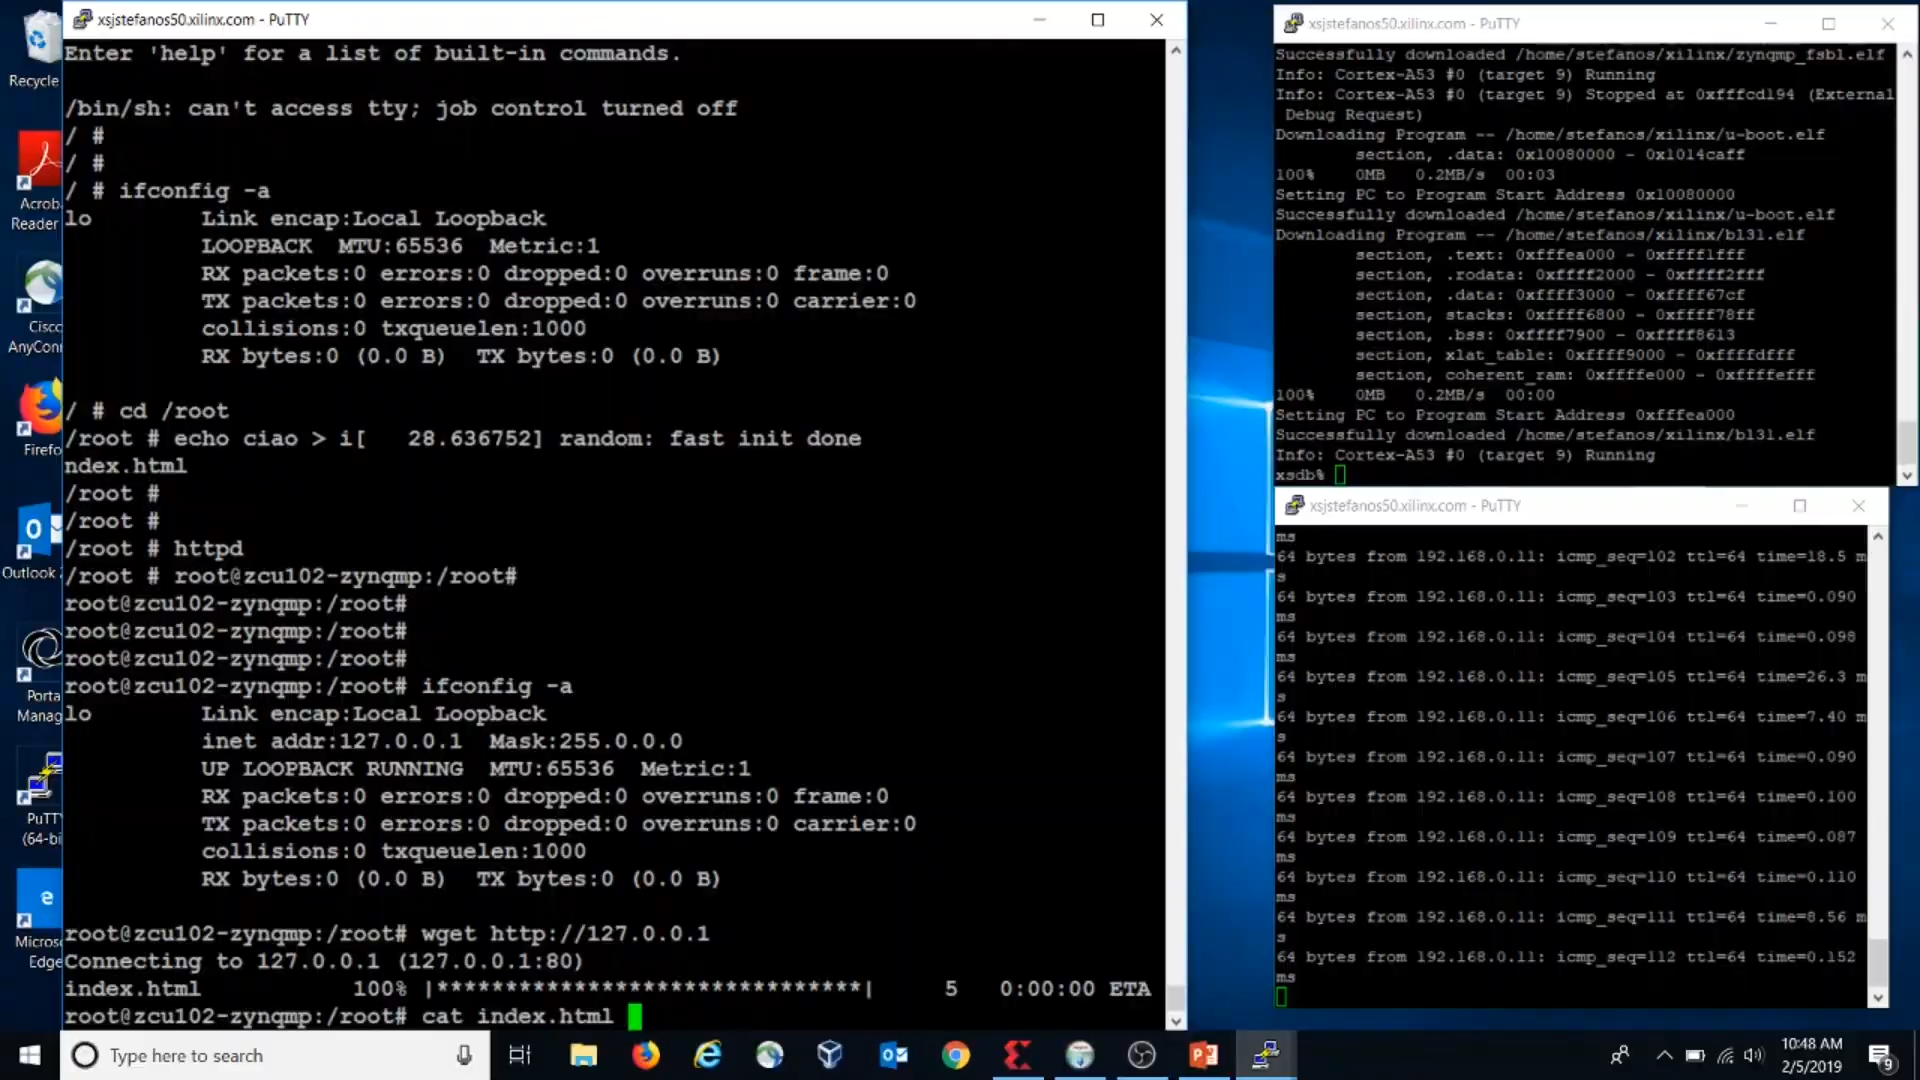 Recycle
Acrob
Reader
Cisco
AnyConn
Firefo
Outlook
Porta
Manag
PuTTY
(64-bi
Micros
Edge
xsjstefanos50.xilinx.com - PuTTY
Enter 'help' for a list of built-in commands.
/bin/sh: can't access tty; job control turned off
/ #
/ #
/ # ifconfig -a
lo Link encap:Local Loopback
LOOPBACK MTU:65536 Metric:1
RX packets:0 errors:0 dropped:0 overruns:0 frame:0
TX packets:0 errors:0 dropped:0 overruns:0 carrier:0
collisions:0 txqueuelen:1000
RX bytes:0 (0.0 B) TX bytes:0 (0.0 B)
/ # cd /root
/root # echo ciao > i[ 28.636752] random: fast init done
ndex.html
/root #
/root #
/root # httpd
/root # root@zcu102-zynqmp:/root#
root@zcu102-zynqmp:/root#
root@zcu102-zynqmp:/root#
root@zcu102-zynqmp:/root#
root@zcu102-zynqmp:/root# ifconfig -a
lo Link encap:Local Loopback
inet addr:127.0.0.1 Mask:255.0.0.0
UP LOOPBACK RUNNING MTU:65536 Metric:1
RX packets:0 errors:0 dropped:0 overruns:0 frame:0
TX packets:0 errors:0 dropped:0 overruns:0 carrier:0
collisions:0 txqueuelen:1000
RX bytes:0 (0.0 B) TX bytes:0 (0.0 B)
root@zcu102-zynqmp:/root# wget http://127.0.0.1
Connecting to 127.0.0.1 (127.0.0.1:80)
index.html 100% |*******************************| 5 0:00:00 ETA
root@zcu102-zynqmp:/root# cat index.html
xsjstefanos50.xilinx.com - PuTTY
Successfully downloaded /home/stefanos/xilinx/zynqmp_fsbl.elf
Info: Cortex-A53 #0 (target 9) Running
Info: Cortex-A53 #0 (target 9) Stopped at 0xfffcd194 (External
Debug Request)
Downloading Program -- /home/stefanos/xilinx/u-boot.elf
section, .data: 0x10080000 - 0x1014caff
100% 0MB 0.2MB/s 00:03
Setting PC to Program Start Address 0x10080000
Successfully downloaded /home/stefanos/xilinx/u-boot.elf
Downloading Program -- /home/stefanos/xilinx/bl31.elf
section, .text: 0xfffea000 - 0xffff1fff
section, .rodata: 0xffff2000 - 0xffff2fff
section, .data: 0xffff3000 - 0xffff67cf
section, stacks: 0xffff6800 - 0xffff78ff
section, .bss: 0xffff7900 - 0xffff8613
section, xlat_table: 0xffff9000 - 0xffffdfff
section, coherent_ram: 0xffffe000 - 0xffffefff
100% 0MB 0.2MB/s 00:00
Setting PC to Program Start Address 0xfffea000
Successfully downloaded /home/stefanos/xilinx/bl31.elf
Info: Cortex-A53 #0 (target 9) Running
xsdb%
xsjstefanos50.xilinx.com - PuTTY
ms
64 bytes from 192.168.0.11: icmp_seq=102 ttl=64 time=18.5 m
s
64 bytes from 192.168.0.11: icmp_seq=103 ttl=64 time=0.090
ms
64 bytes from 192.168.0.11: icmp_seq=104 ttl=64 time=0.098
ms
64 bytes from 192.168.0.11: icmp_seq=105 ttl=64 time=26.3 m
s
64 bytes from 192.168.0.11: icmp_seq=106 ttl=64 time=7.40 m
s
64 bytes from 192.168.0.11: icmp_seq=107 ttl=64 time=0.090
ms
64 bytes from 192.168.0.11: icmp_seq=108 ttl=64 time=0.100
ms
64 bytes from 192.168.0.11: icmp_seq=109 ttl=64 time=0.087
ms
64 bytes from 192.168.0.11: icmp_seq=110 ttl=64 time=0.110
ms
64 bytes from 192.168.0.11: icmp_seq=111 ttl=64 time=8.56 m
s
64 bytes from 192.168.0.11: icmp_seq=112 ttl=64 time=0.152
ms
Type here to search
10:48 AM
2/5/2019
9